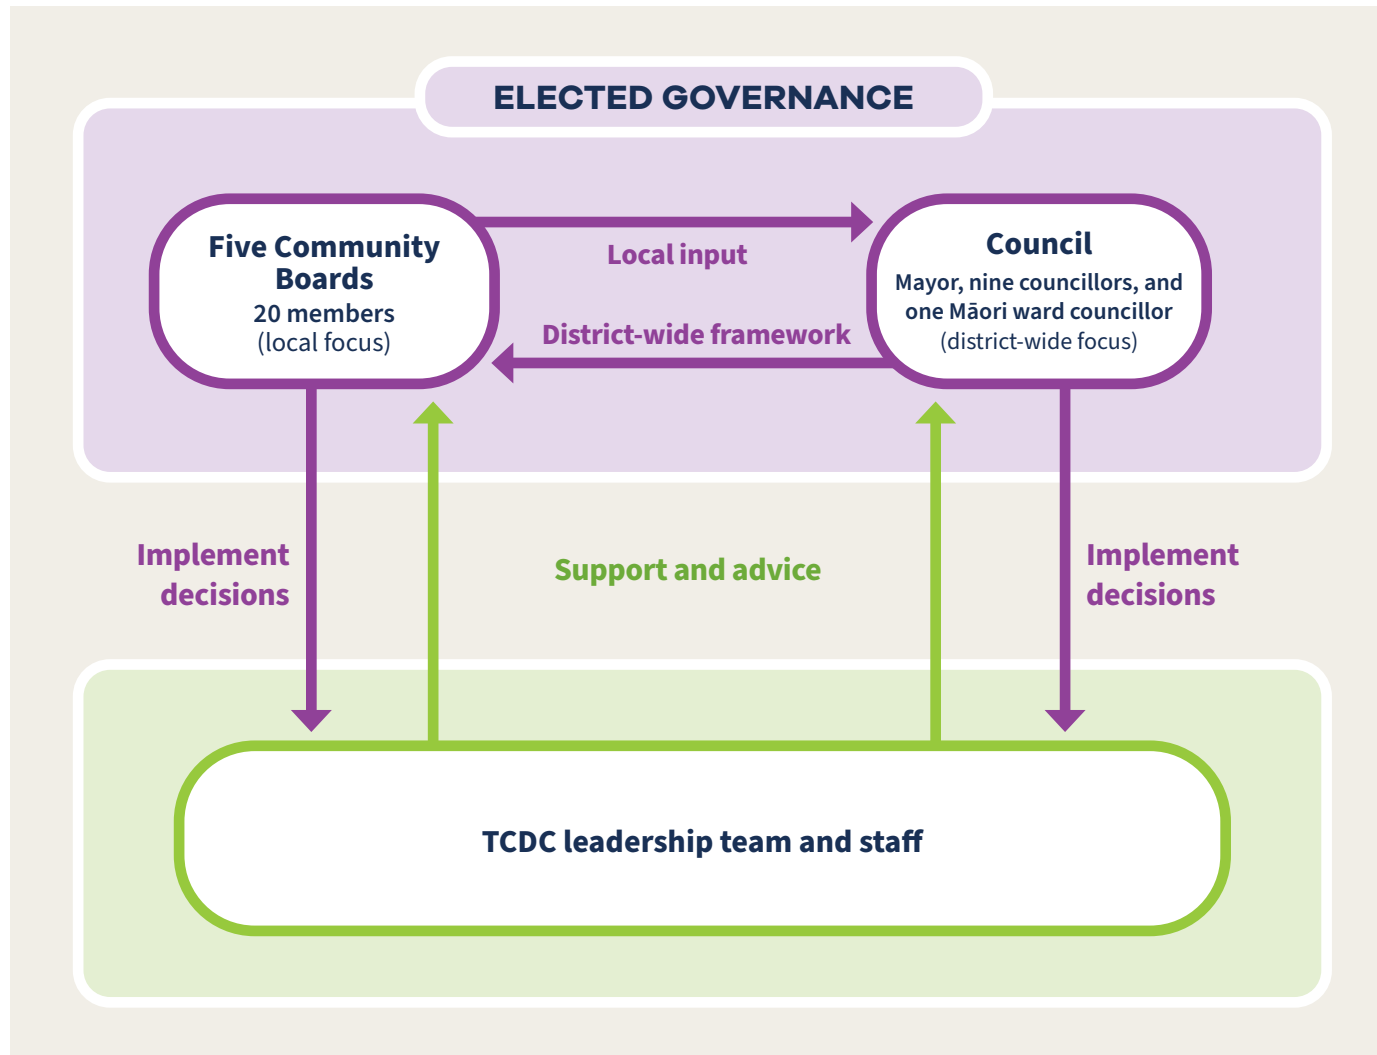 ELECTED GOVERNANCE
Five Community
Boards
20 members
(local focus)
Local input
District-wide framework
Council
Mayor, nine councillors, and
one Māori ward councillor
(district-wide focus)
Implement
decisions
Support and advice
Implement
decisions
TCDC leadership team and staff